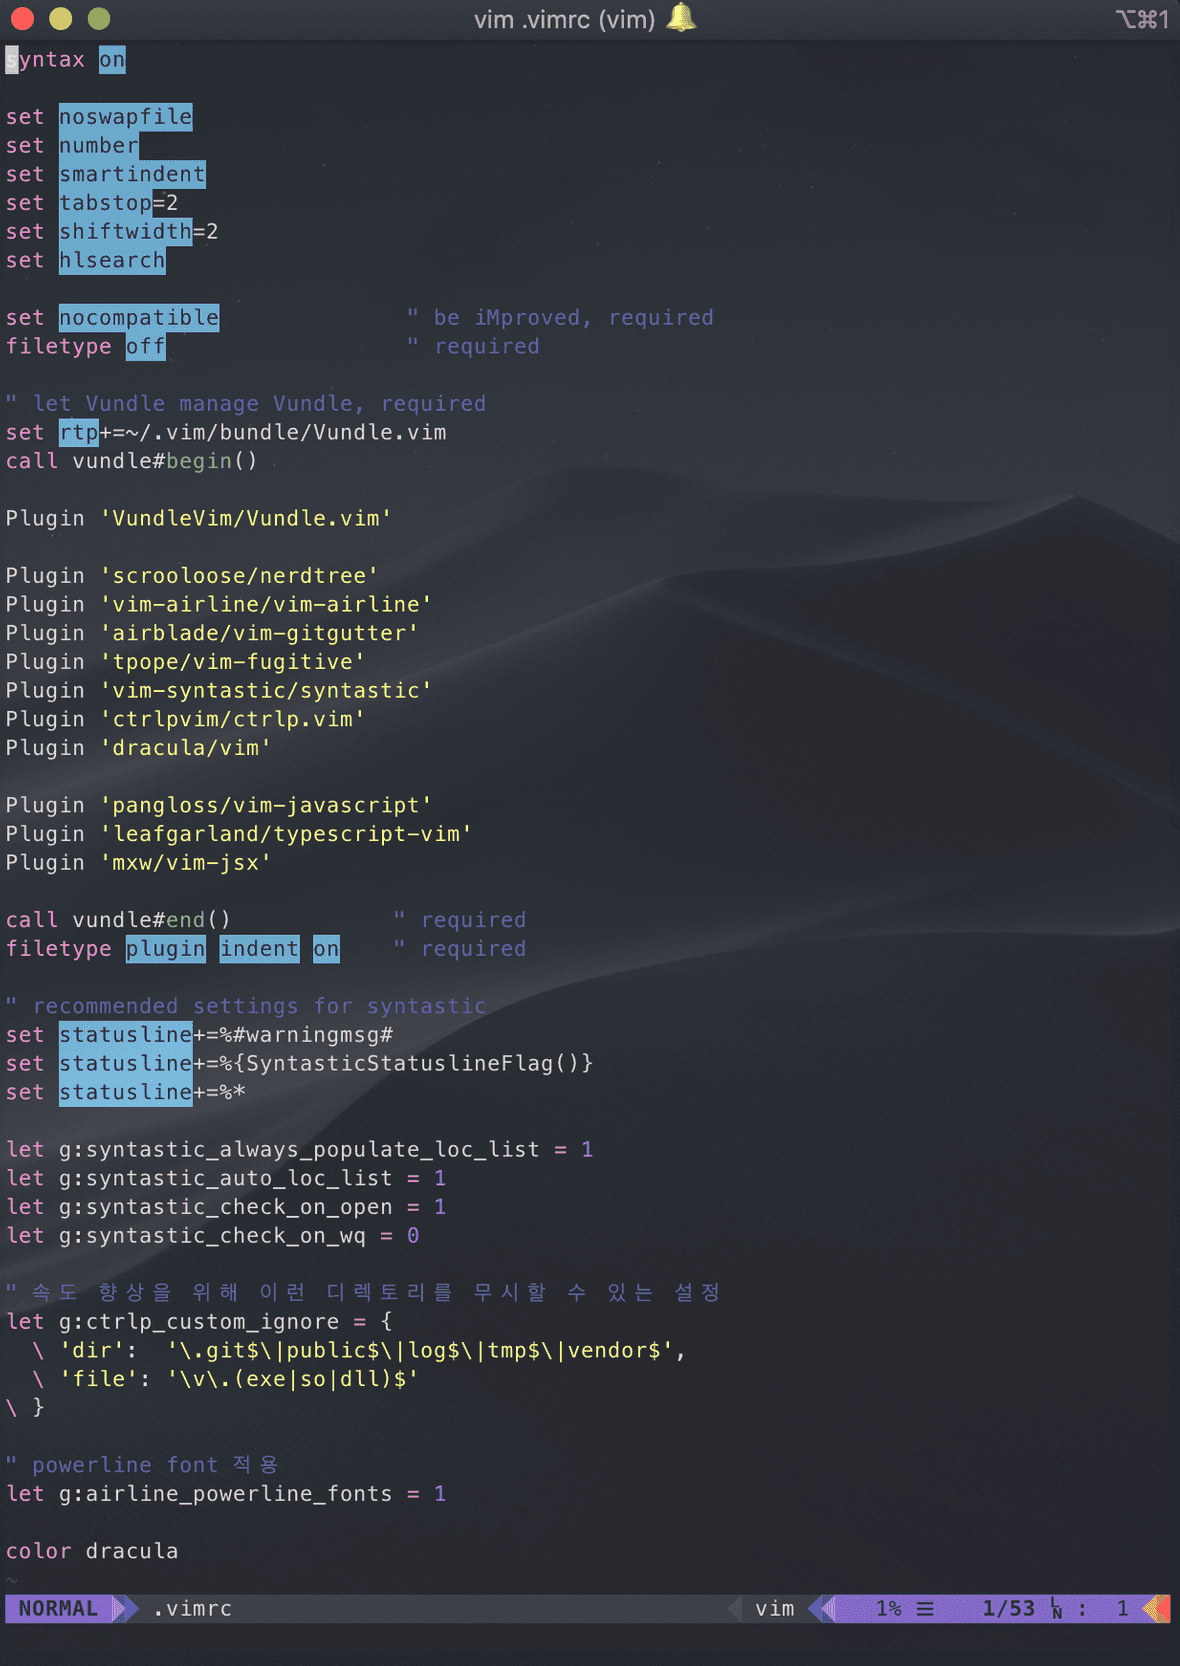 vim .vimrc (vim) 🔔
⌥⌘1
syntax on
set noswapfile
set number
set smartindent
set tabstop=2
set shiftwidth=2
set hlsearch
set nocompatible " be iMproved, required
filetype off " required
" let Vundle manage Vundle, required
set rtp+=~/.vim/bundle/Vundle.vim
call vundle#begin()
Plugin 'VundleVim/Vundle.vim'
Plugin 'scrooloose/nerdtree'
Plugin 'vim-airline/vim-airline'
Plugin 'airblade/vim-gitgutter'
Plugin 'tpope/vim-fugitive'
Plugin 'vim-syntastic/syntastic'
Plugin 'ctrlpvim/ctrlp.vim'
Plugin 'dracula/vim'
Plugin 'pangloss/vim-javascript'
Plugin 'leafgarland/typescript-vim'
Plugin 'mxw/vim-jsx'
call vundle#end() " required
filetype plugin indent on " required
" recommended settings for syntastic
set statusline+=%#warningmsg#
set statusline+=%{SyntasticStatuslineFlag()}
set statusline+=%*
let g:syntastic_always_populate_loc_list = 1
let g:syntastic_auto_loc_list = 1
let g:syntastic_check_on_open = 1
let g:syntastic_check_on_wq = 0
" 속도 향상을 위해 이런 디렉토리를 무시할 수 있는 설정
let g:ctrlp_custom_ignore = {
\ 'dir': '\.git$\|public$\|log$\|tmp$\|vendor$',
\ 'file': '\v\.(exe|so|dll)$'
\ }
" powerline font 적용
let g:airline_powerline_fonts = 1
color dracula
~
NORMAL .vimrc vim 1% ☰ 1/53 ㏑ : 1